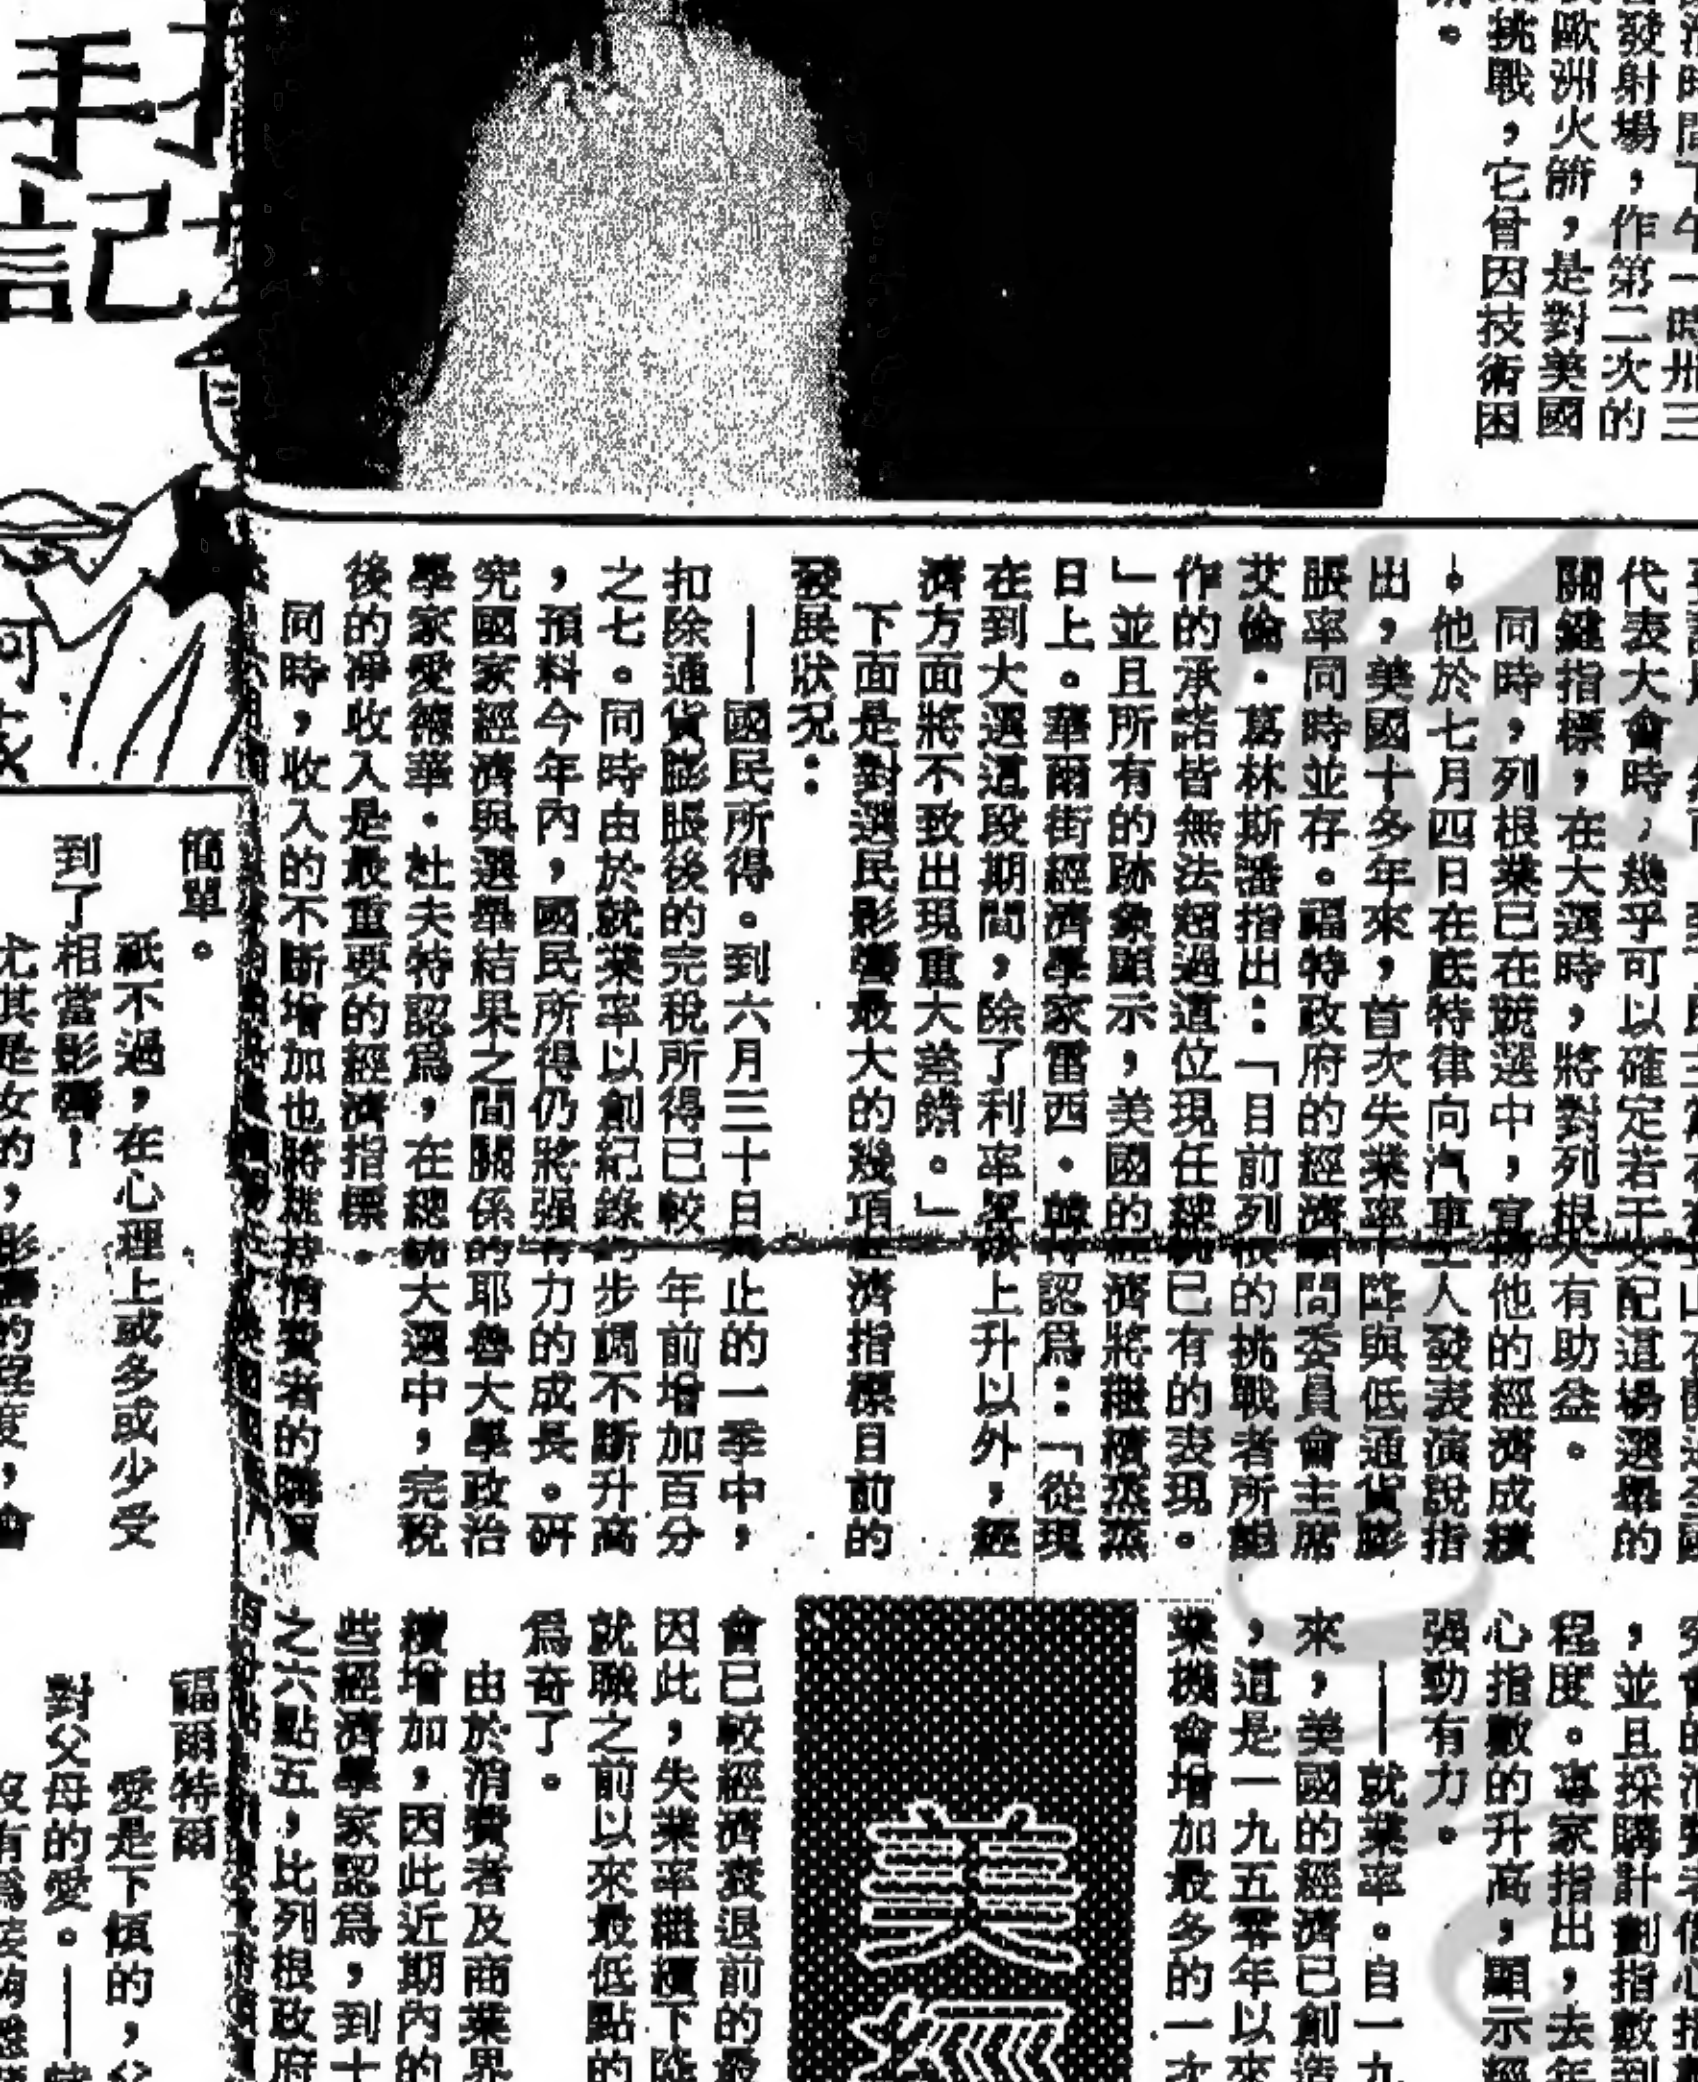 發射場，作第二次的
歐洲火箭，是對美國
挑戰，它曾因技術困
代表大會時，幾乎可以確定若干支配這場選舉的
關鍵指標，在大選時，將對列根大有助益。
同時，列根業已在競選中，宣揚他的經濟成績
。他於七月四日在底特律向汽車工人發表演說指
出，美國十多年來，首次失業率下降與低通貨膨
脹率同時並存。福特政府的經濟顧問委員會主席
艾倫．葛林斯潘指出：「目前列根的挑戰者所能
作的承諾皆無法超過這位現任總統已有的表現。
」並且所有的跡象顯示，美國的經濟將繼續蒸蒸
日上。華爾街經濟學家雷西．韓特認爲：「從現
在到大選這段期間，除了利率略微上升以外，經
濟方面將不致出現重大差錯。」
下面是對選民影響最大的幾項經濟指標目前的
發展狀況：
——國民所得。到六月三十日爲止的一季中，
扣除通貨膨脹後的完稅所得已較一年前增加百分
之七。同時由於就業率以創紀錄的步調不斷升高
，預料今年內，國民所得仍將强有力的成長。研
究國家經濟與選舉結果之間關係的耶魯大學政治
學家愛德華．杜夫特認爲，在總統大選中，完稅
後的淨收入是最重要的經濟指標。
同時，收入的不斷增加也將維持消費者的購買
，並且採購計劃指數到
程度。專家指出，去年
心指數的升高，顯示經
强勁有力。
——就業率。自一九
來，美國的經濟已創造
，這是一九五零年以來
業機會增加最多的一次
美
經
會已較經濟衰退前的最
因此，失業率繼續下降
就職之前以來最低點的
爲奇了。
由於消費者及商業界
續增加，因此近期內的
些經濟學家認爲，到十
之六點五，比列根政府
手
記
簡單。
祇不過，在心理上或多或少受
到了相當影響！
尤其是女的，影響的程度，會
福爾特爾
愛是下傾的，父
對父母的愛。——